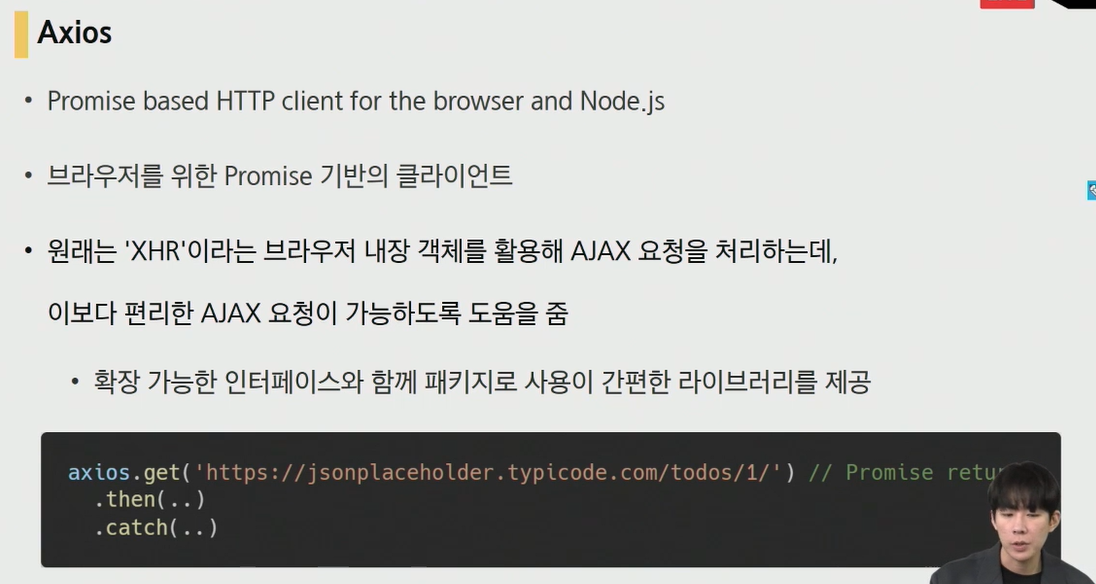 Axios
• Promise based HTTP client for the browser and Node.js
• 브라우저를 위한 Promise 기반의 클라이언트
• 원래는 'XHR'이라는 브라우저 내장 객체를 활용해 AJAX 요청을 처리하는데,
이보다 편리한 AJAX 요청이 가능하도록 도움을 줌
• 확장 가능한 인터페이스와 함께 패키지로 사용이 간편한 라이브러리를 제공
axios.get('https://jsonplaceholder.typicode.com/todos/1/') // Promise
.then(..)
.catch(..)